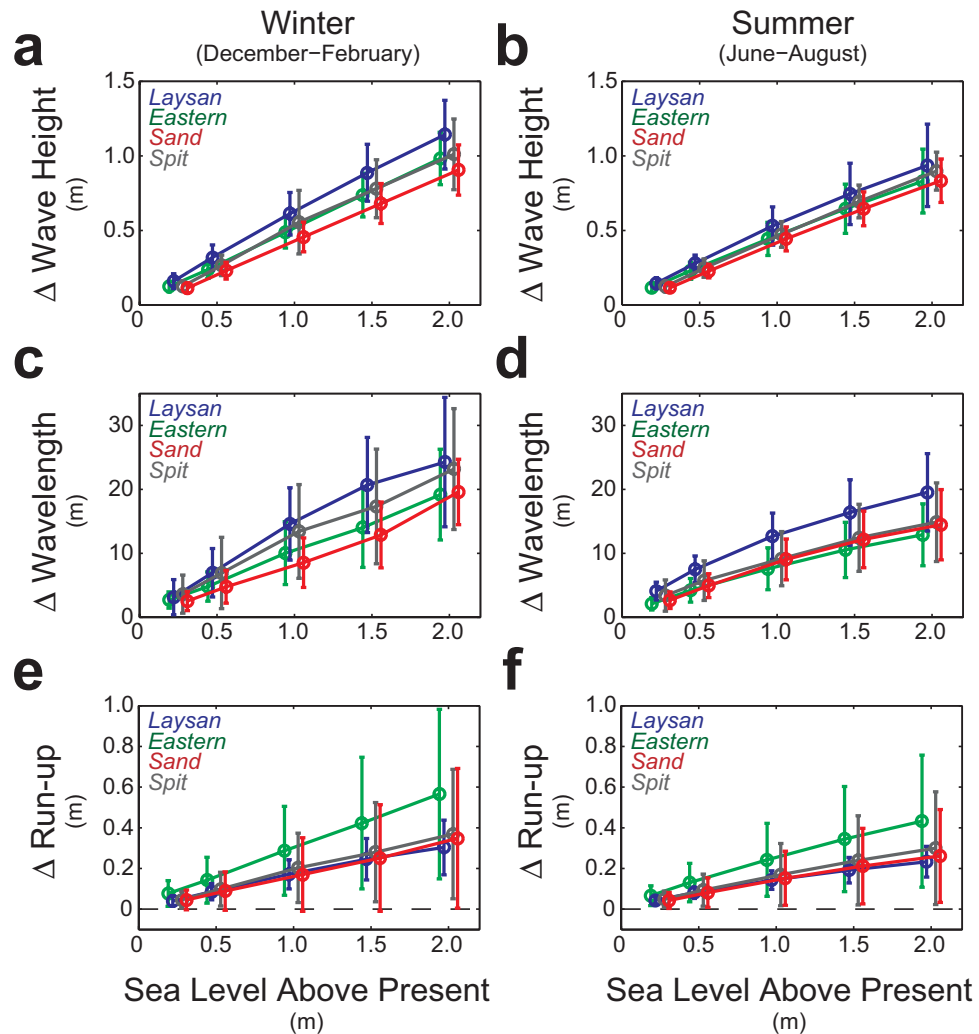 Winter
(December−February)
Summer
(June−August)
a
Δ Wave Height
(m)
1.5
1.0
0.5
0
Laysan
Eastern
Sand
Spit
0 0.5 1.0 1.5 2.0
b
Δ Wave Height
(m)
1.5
1.0
0.5
0
Laysan
Eastern
Sand
Spit
0 0.5 1.0 1.5 2.0
c
Δ Wavelength
(m)
30
20
10
0
Laysan
Eastern
Sand
Spit
0 0.5 1.0 1.5 2.0
d
Δ Wavelength
(m)
30
20
10
0
Laysan
Eastern
Sand
Spit
0 0.5 1.0 1.5 2.0
e
Δ Run-up
(m)
1.0
0.8
0.6
0.4
0.2
0
Laysan
Eastern
Sand
Spit
0 0.5 1.0 1.5 2.0
Sea Level Above Present
(m)
f
Δ Run-up
(m)
1.0
0.8
0.6
0.4
0.2
0
Laysan
Eastern
Sand
Spit
0 0.5 1.0 1.5 2.0
Sea Level Above Present
(m)